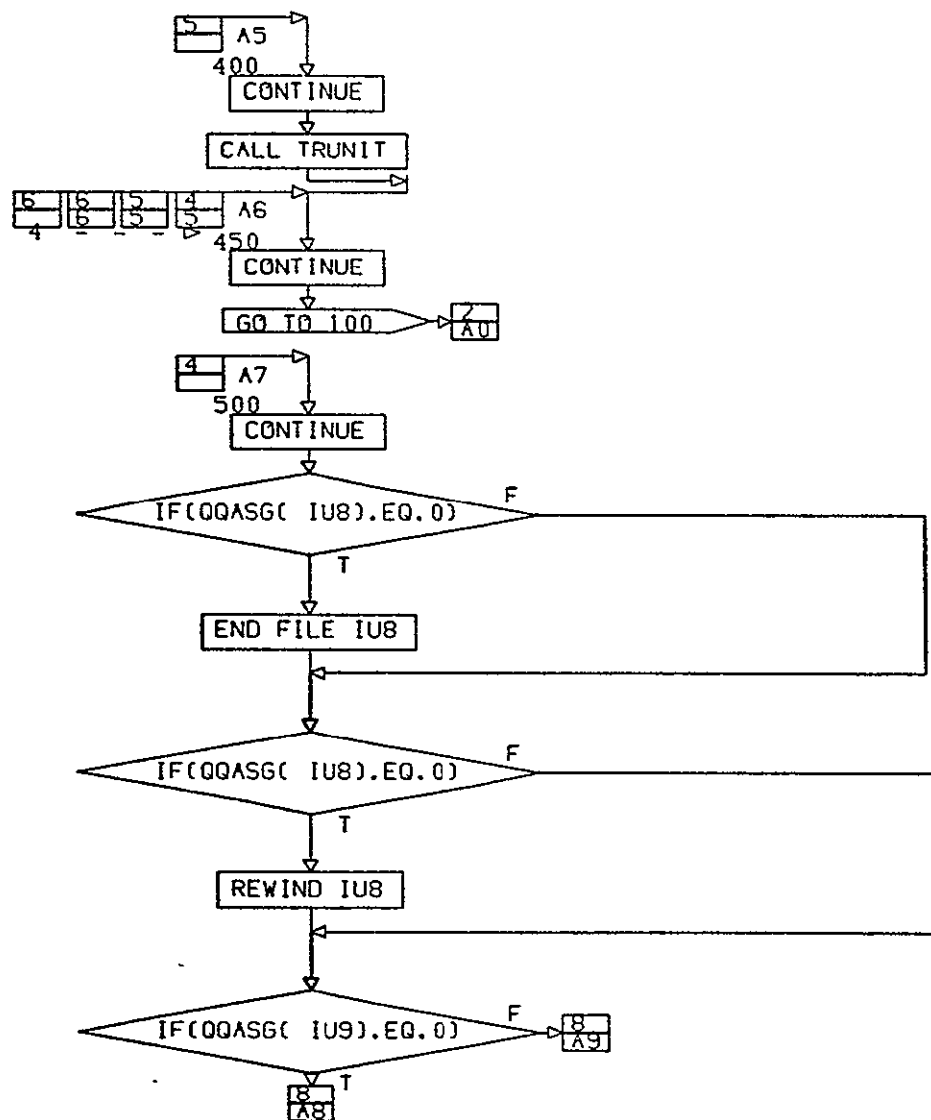 5
A5
400
CONTINUE
CALL TRUNIT
6 6 5 4
6 5 5
A6
4 - - -
450
CONTINUE
GO TO 100
2
A0
4
A7
500
CONTINUE
IF(QQASG( IU8).EQ.0)
F
T
END FILE IU8
IF(QQASG( IU8).EQ.0)
F
T
REWIND IU8
IF(QQASG( IU9).EQ.0)
F
8
A9
T
8
A8